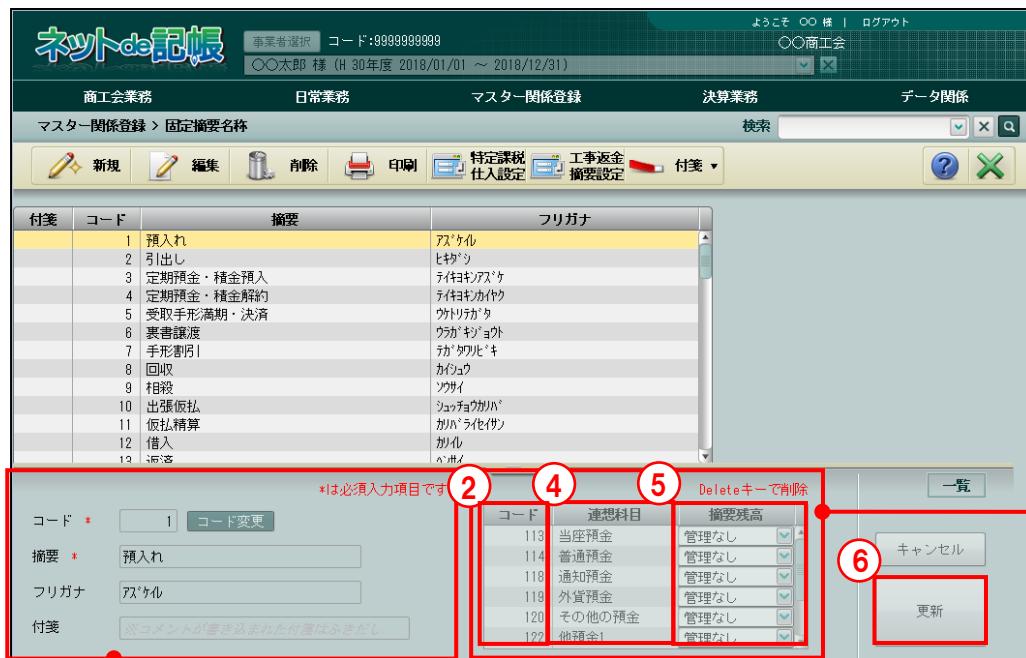 ようこそ 〇〇 様 | ログアウト
ネットde記帳
事業者選択 コード:9999999999
〇〇商工会
〇〇太郎 様 (H 30年度 2018/01/01 ～ 2018/12/31)
商工会業務 日常業務 マスター関係登録 決算業務 データ関係
マスター関係登録 > 固定摘要名称 検索
新規 編集 削除 印刷 特定課税仕入設定 工事返金摘要設定 付箋
付箋 コード 摘要 フリガナ
1 預入れ ｱｽﾞｹｲﾚ
2 引出し ﾋｷﾀﾞｼ
3 定期預金・積金預入 ﾃｲｷﾖｷﾝｱｽﾞｹ
4 定期預金・積金解約 ﾃｲｷﾖｷﾝｶｲﾔｸ
5 受取手形満期・決済 ｳｹﾄﾘﾃｶﾞﾀ
6 裏書譲渡 ｳﾗｶﾞｷｼﾞｮｳﾄ
7 手形割引 ﾃｶﾞﾀﾜﾘﾋﾞｷ
8 回収 ｶｲｼｭｳ
9 相殺 ｿｳｻｲ
10 出張仮払 ｼｭｯﾁｮｳｶﾘﾊﾞ
11 仮払精算 ｶﾘﾊﾞﾗｲｾｲｻﾝ
12 借入 ｶﾘｲﾚ
13 返済 ﾍﾝｻｲ
*は必須入力項目です
② ④ ⑤
Deleteキーで削除
一覧
コード * 1 コード変更
摘要 * 預入れ
フリガナ ｱｽﾞｹｲﾚ
付箋 ※コメントが書き込まれた付箋はふきだし
コード 連想科目 摘要残高
113 当座預金 管理なし
114 普通預金 管理なし
118 通知預金 管理なし
119 外貨預金 管理なし
120 その他の預金 管理なし
122 他預金1 管理なし
キャンセル
⑥
更新